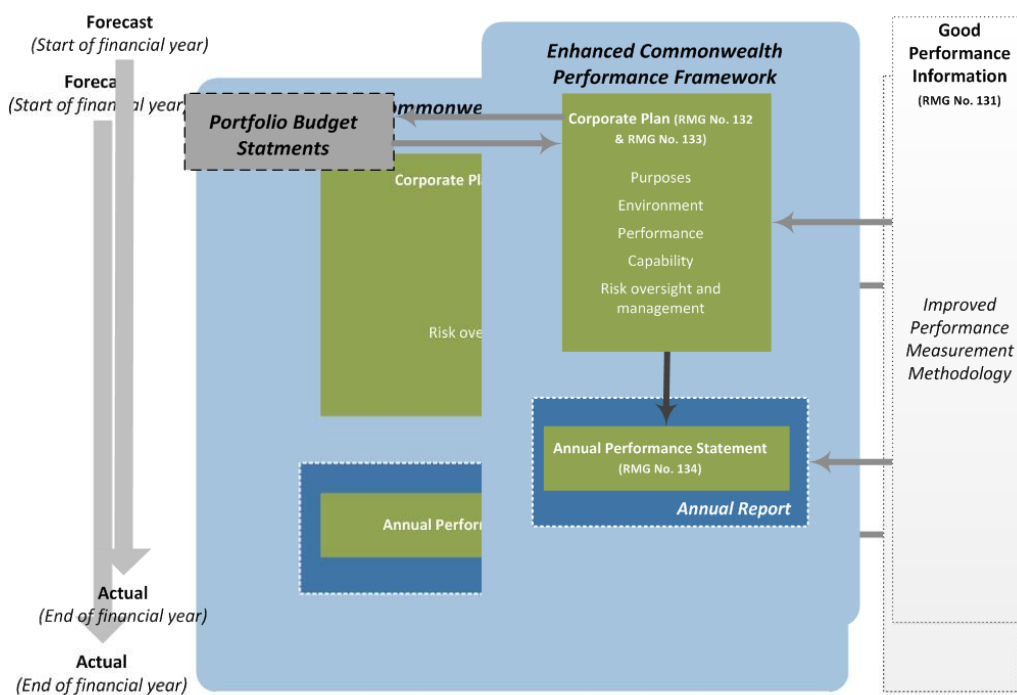 Forecast
(Start of financial year)
Foreca
(Start of financial year)
ommonwe
Portfolio Budget
Statments
Corporate Pl
Risk ove
Annual Perfor
Actual
(End of financial year)
Actual
(End of financial year)
Enhanced Commonwealth
Performance Framework
Corporate Plan (RMG No. 132
& RMG No. 133)
Purposes
Environment
Performance
Capability
Risk oversight and
management
Annual Performance Statement
(RMG No. 134)
Annual Report
Good
Performance
Information
(RMG No. 131)
Improved
Performance
Measurement
Methodology